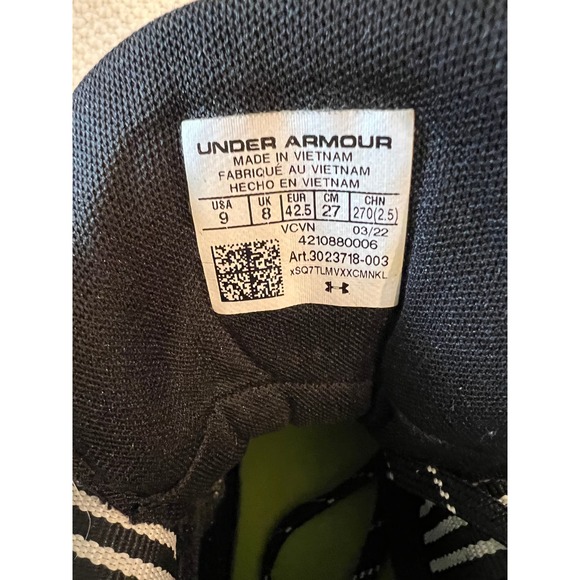 UNDER ARMOUR
MADE IN VIETNAM
FABRIQUÉ AU VIETNAM
HECHO EN VIETNAM
USA UK EUR CM CHN
9 8 42.5 27 270(2.5)
VCVN 03/22
4210880006
Art.3023718-003
xSQ7TLMVXXCMNKL